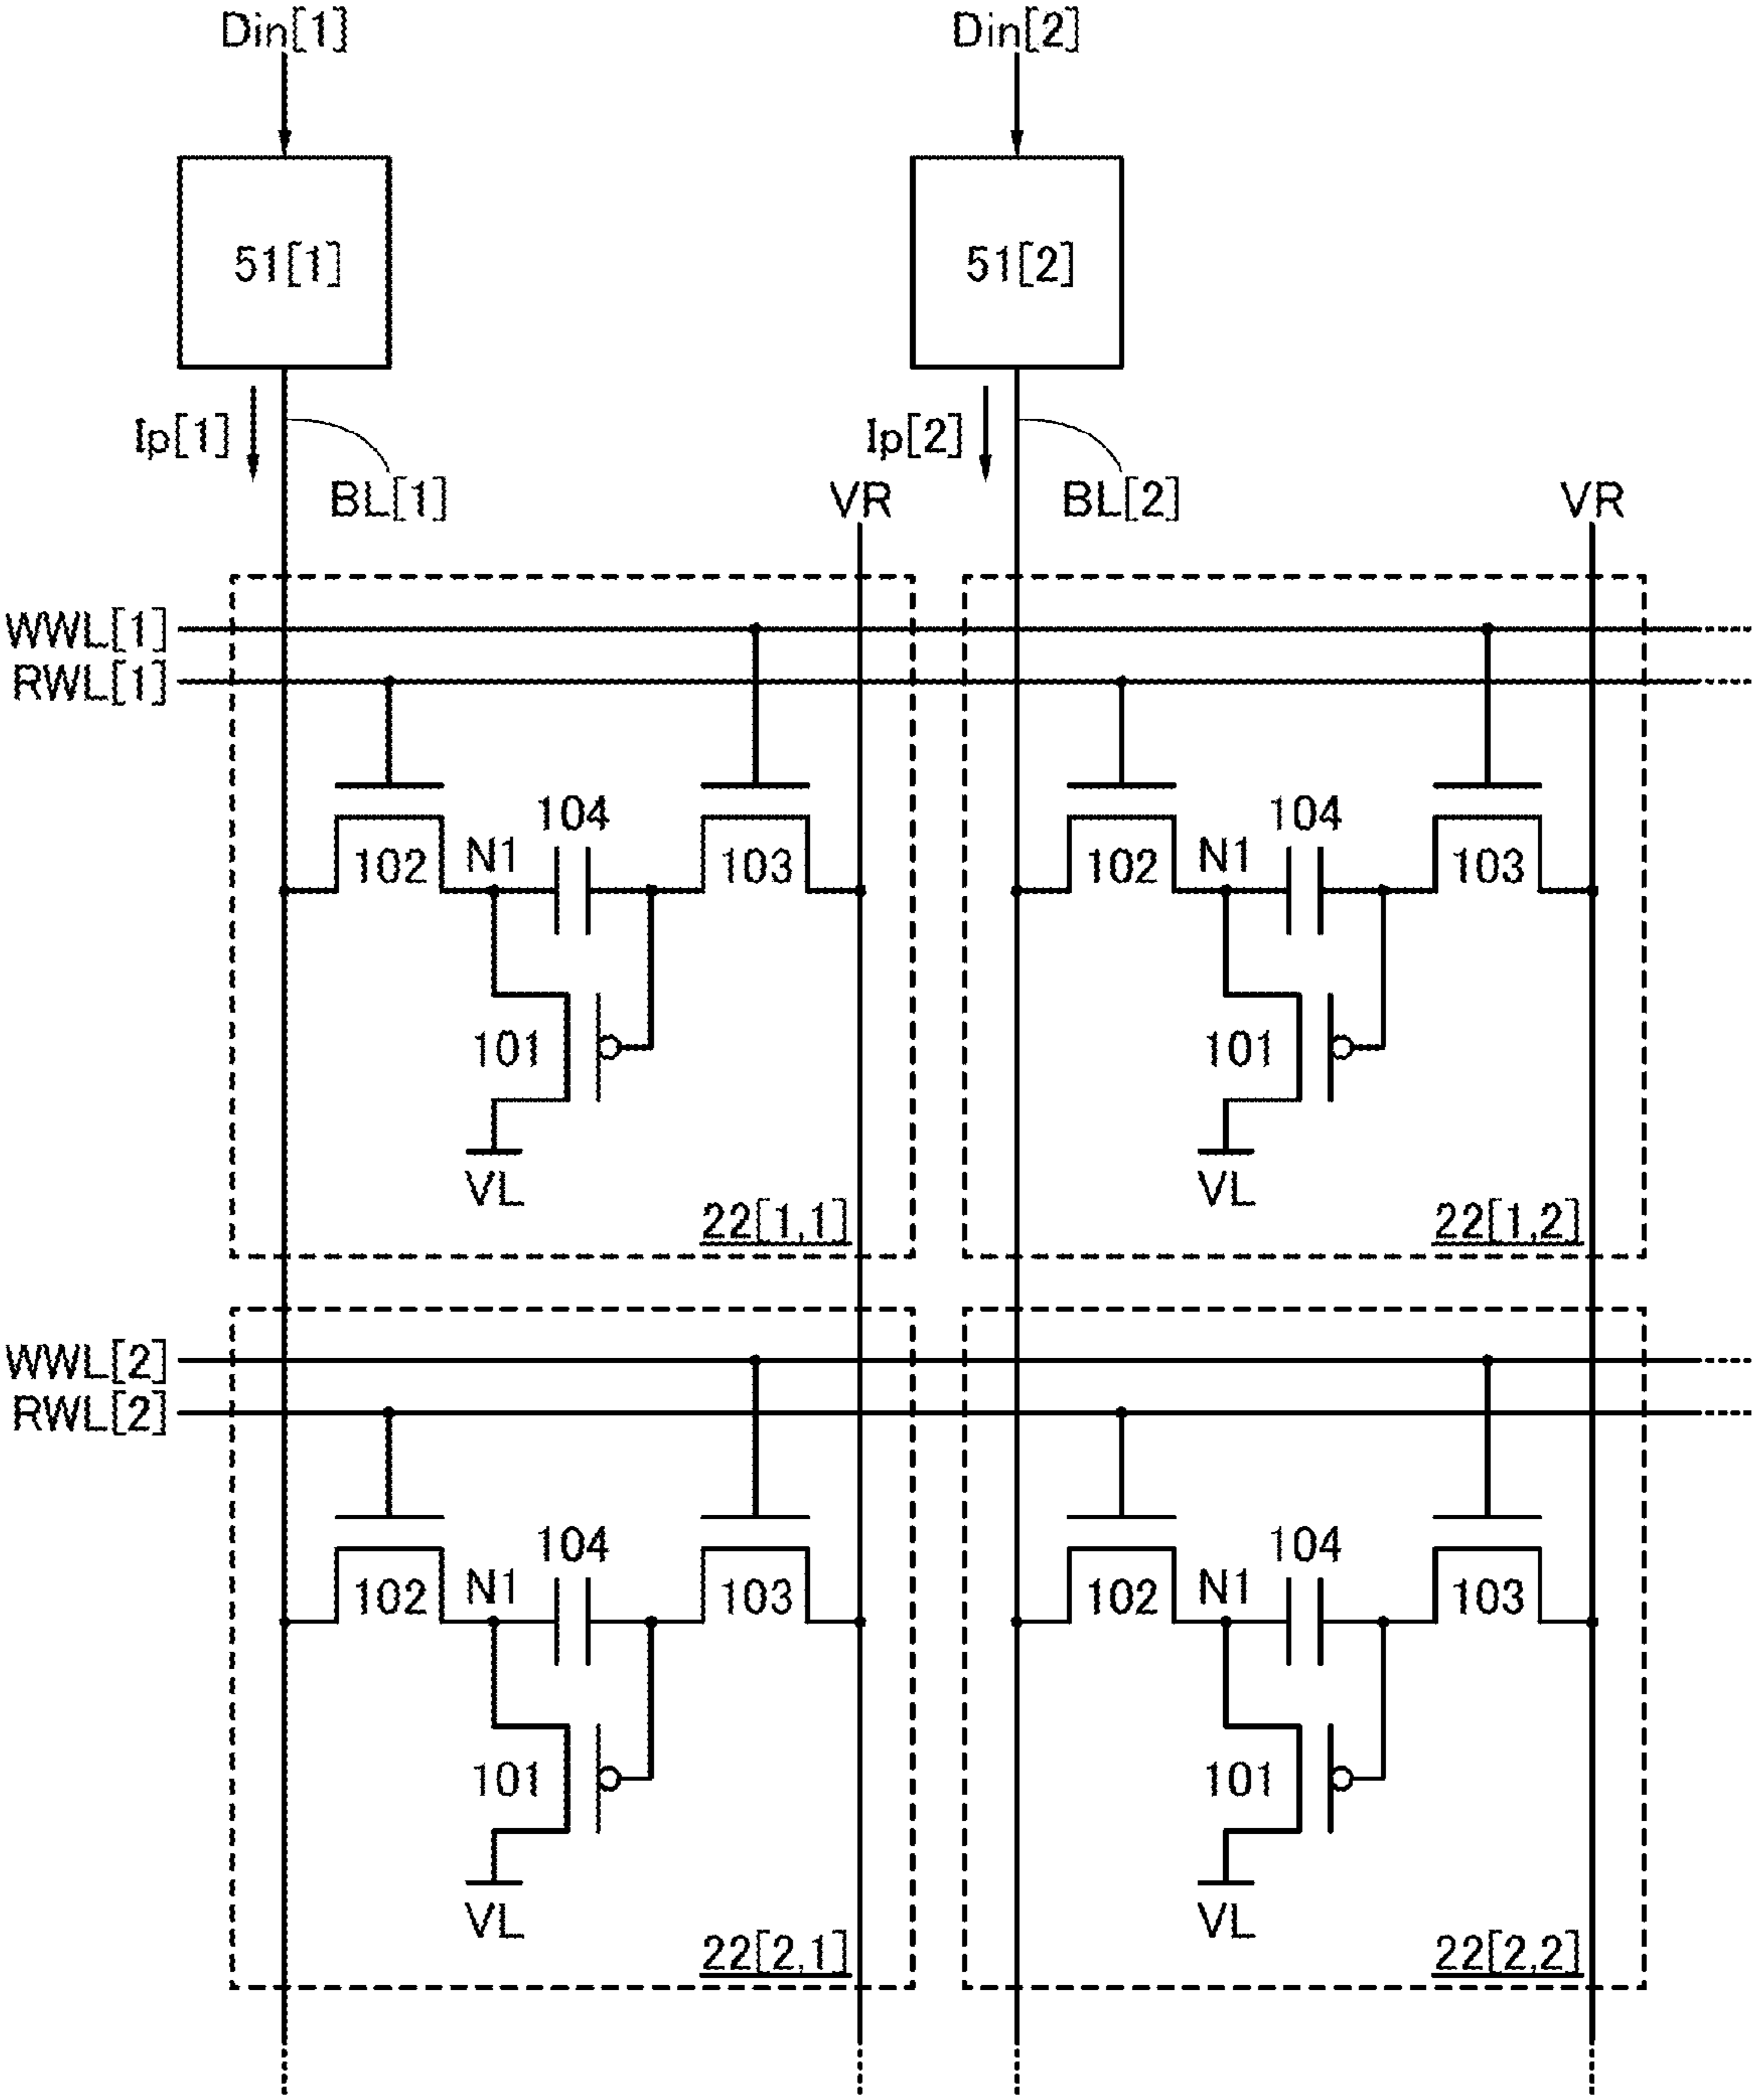 Din[1] Din[2]
51[1] 51[2]
Ip[1] Ip[2]
BL[1] VR BL[2] VR
WWL[1]
RWL[1]
104 104
102 N1 103 102 N1 103
101 101
VL VL
22[1,1] 22[1,2]
WWL[2]
RWL[2]
104 104
102 N1 103 102 N1 103
101 101
VL VL
22[2,1] 22[2,2]